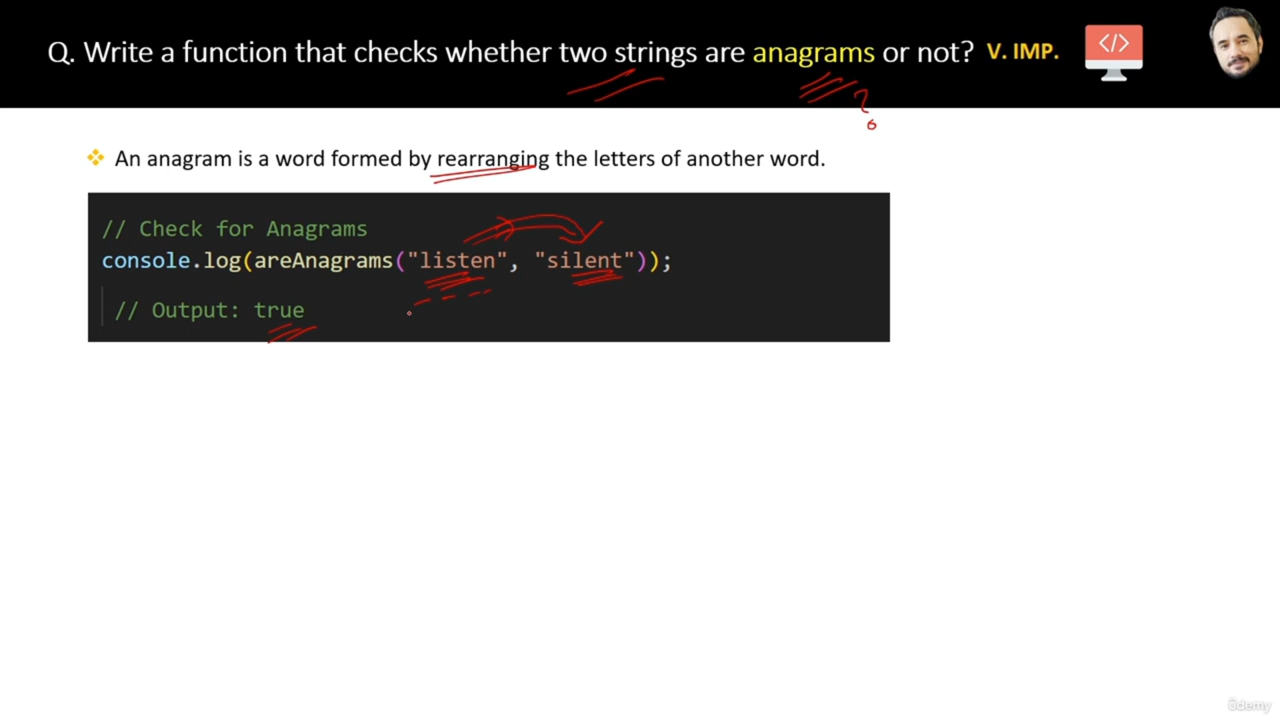 Q. Write a function that checks whether two strings are anagrams or not? V. IMP.
</>
?
An anagram is a word formed by rearranging the letters of another word.
// Check for Anagrams
console.log(areAnagrams("listen", "silent"));
// Output: true
ûdemy